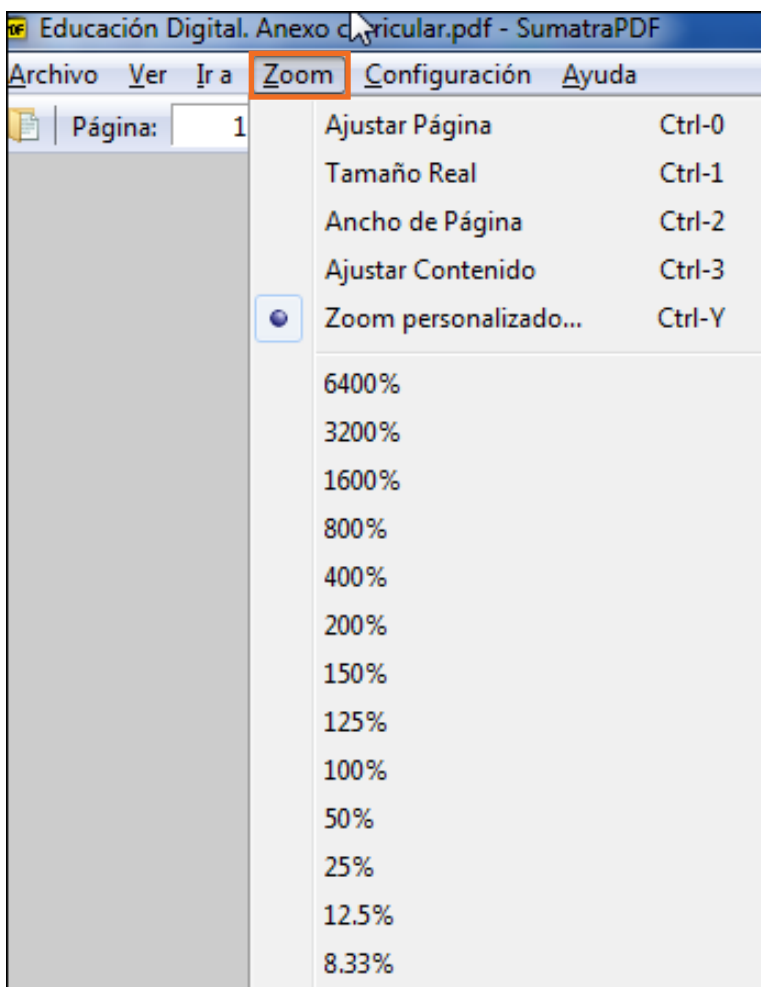 Educación Digital. Anexo curricular.pdf - SumatraPDF
Archivo Ver Ir a Zoom Configuración Ayuda
Página: 1
Ajustar Página Ctrl-0
Tamaño Real Ctrl-1
Ancho de Página Ctrl-2
Ajustar Contenido Ctrl-3
Zoom personalizado... Ctrl-Y
6400%
3200%
1600%
800%
400%
200%
150%
125%
100%
50%
25%
12.5%
8.33%